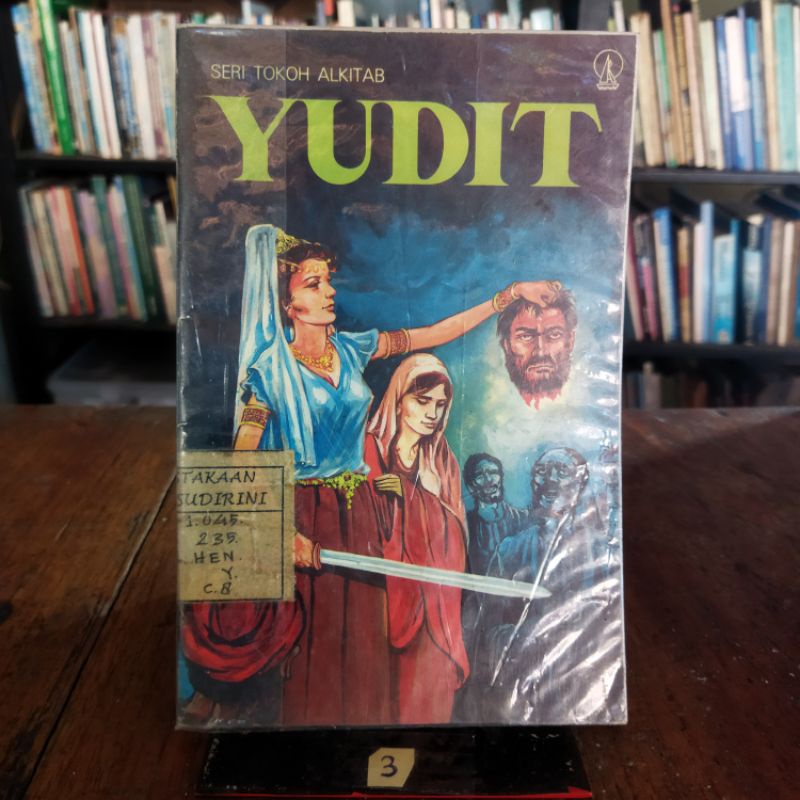 SERI TOKOH ALKITAB
YUDIT
TAKAAN
SUDIRINI
1.045.
235.
HEN.
Y.
C.8
3